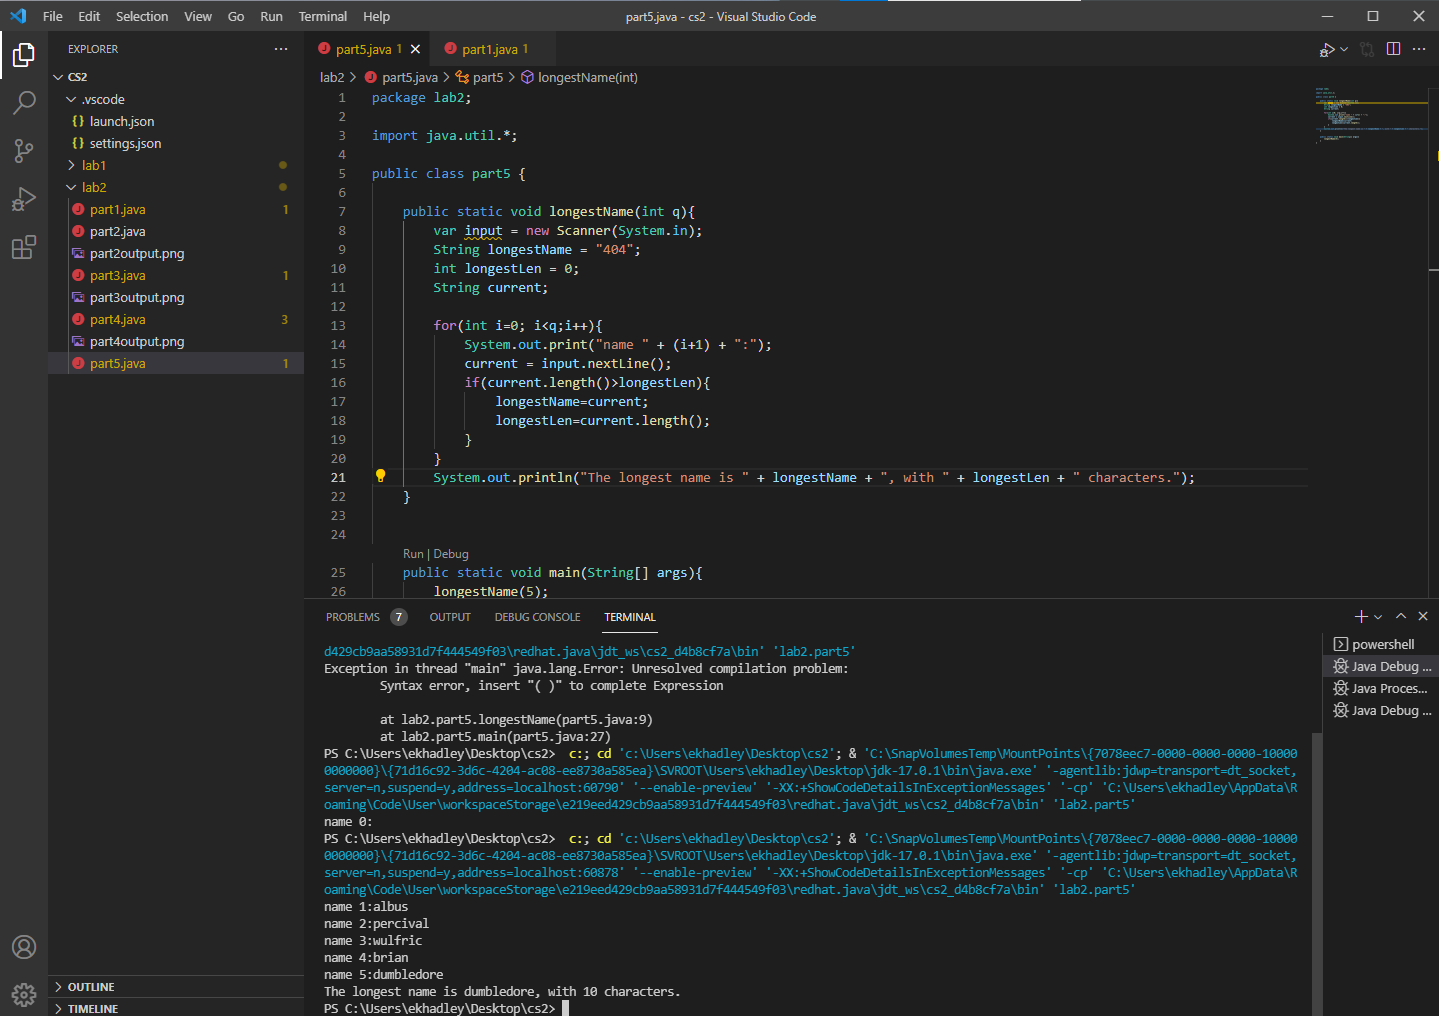 File Edit Selection View Go Run Terminal Help
part5.java - cs2 - Visual Studio Code
EXPLORER
CS2
.vscode
{} launch.json
{} settings.json
lab1
lab2
part1.java 1
part2.java
part2output.png
part3.java 1
part3output.png
part4.java 3
part4output.png
part5.java 1
OUTLINE
TIMELINE
part5.java 1
part1.java 1
lab2 > part5.java > part5 > longestName(int)
1 package lab2;
2
3 import java.util.*;
4
5 public class part5 {
6
7 public static void longestName(int q){
8 var input = new Scanner(System.in);
9 String longestName = "404";
10 int longestLen = 0;
11 String current;
12
13 for(int i=0; i<q;i++){
14 System.out.print("name " + (i+1) + ":");
15 current = input.nextLine();
16 if(current.length()>longestLen){
17 longestName=current;
18 longestLen=current.length();
19 }
20 }
21 System.out.println("The longest name is " + longestName + ", with " + longestLen + " characters.");
22 }
23
24
Run | Debug
25 public static void main(String[] args){
26 longestName(5);
PROBLEMS 7 OUTPUT DEBUG CONSOLE TERMINAL
d429cb9aa58931d7f444549f03\redhat.java\jdt_ws\cs2_d4b8cf7a\bin' 'lab2.part5'
Exception in thread "main" java.lang.Error: Unresolved compilation problem:
Syntax error, insert "( )" to complete Expression
at lab2.part5.longestName(part5.java:9)
at lab2.part5.main(part5.java:27)
PS C:\Users\ekhadley\Desktop\cs2> c:; cd 'c:\Users\ekhadley\Desktop\cs2'; & 'C:\SnapVolumesTemp\MountPoints\{7078eec7-0000-0000-0000-10000
0000000}\{71d16c92-3d6c-4204-ac08-ee8730a585ea}\SVROOT\Users\ekhadley\Desktop\jdk-17.0.1\bin\java.exe' '-agentlib:jdwp=transport=dt_socket,
server=n,suspend=y,address=localhost:60790' '--enable-preview' '-XX:+ShowCodeDetailsInExceptionMessages' '-cp' 'C:\Users\ekhadley\AppData\R
oaming\Code\User\workspaceStorage\e219eed429cb9aa58931d7f444549f03\redhat.java\jdt_ws\cs2_d4b8cf7a\bin' 'lab2.part5'
name 0:
PS C:\Users\ekhadley\Desktop\cs2> c:; cd 'c:\Users\ekhadley\Desktop\cs2'; & 'C:\SnapVolumesTemp\MountPoints\{7078eec7-0000-0000-0000-10000
0000000}\{71d16c92-3d6c-4204-ac08-ee8730a585ea}\SVROOT\Users\ekhadley\Desktop\jdk-17.0.1\bin\java.exe' '-agentlib:jdwp=transport=dt_socket,
server=n,suspend=y,address=localhost:60878' '--enable-preview' '-XX:+ShowCodeDetailsInExceptionMessages' '-cp' 'C:\Users\ekhadley\AppData\R
oaming\Code\User\workspaceStorage\e219eed429cb9aa58931d7f444549f03\redhat.java\jdt_ws\cs2_d4b8cf7a\bin' 'lab2.part5'
name 1:albus
name 2:percival
name 3:wulfric
name 4:brian
name 5:dumbledore
The longest name is dumbledore, with 10 characters.
PS C:\Users\ekhadley\Desktop\cs2>
powershell
Java Debug ...
Java Proces...
Java Debug ...